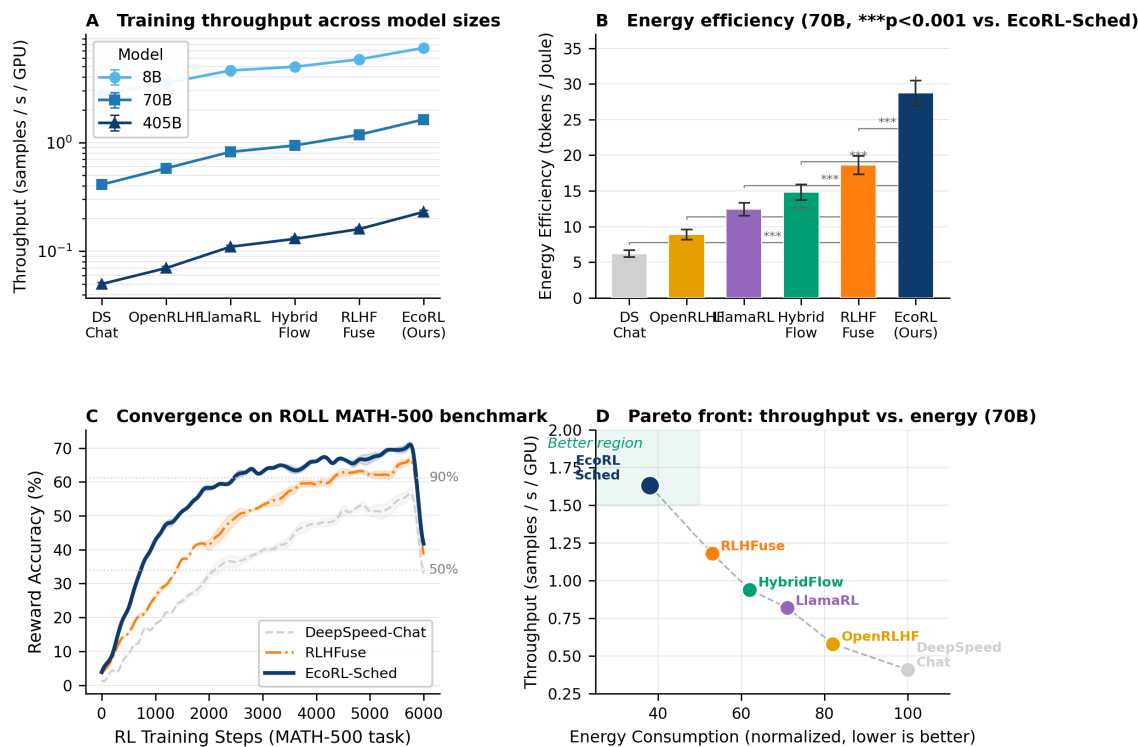 A Training throughput across model sizes
Throughput (samples / s / GPU)
10⁰
10⁻¹
Model
8B
70B
405B
DS
Chat
OpenRLHF
LlamaRL
Hybrid
Flow
RLHF
Fuse
EcoRL
(Ours)
B Energy efficiency (70B, ***p<0.001 vs. EcoRL-Sched)
Energy Efficiency (tokens / Joule)
35
30
25
20
15
10
5
0
***
***
***
***
DS
Chat
OpenRLHF
LlamaRL
Hybrid
Flow
RLHF
Fuse
EcoRL
(Ours)
C Convergence on ROLL MATH-500 benchmark
Reward Accuracy (%)
70
60
50
40
30
20
10
0
90%
50%
DeepSpeed-Chat
RLHFuse
EcoRL-Sched
0 1000 2000 3000 4000 5000 6000
RL Training Steps (MATH-500 task)
D Pareto front: throughput vs. energy (70B)
Throughput (samples / s / GPU)
2.00
1.75
1.50
1.25
1.00
0.75
0.50
0.25
Better region
EcoRL
Sched
RLHFuse
HybridFlow
LlamaRL
OpenRLHF
DeepSpeed
Chat
40 60 80 100
Energy Consumption (normalized, lower is better)